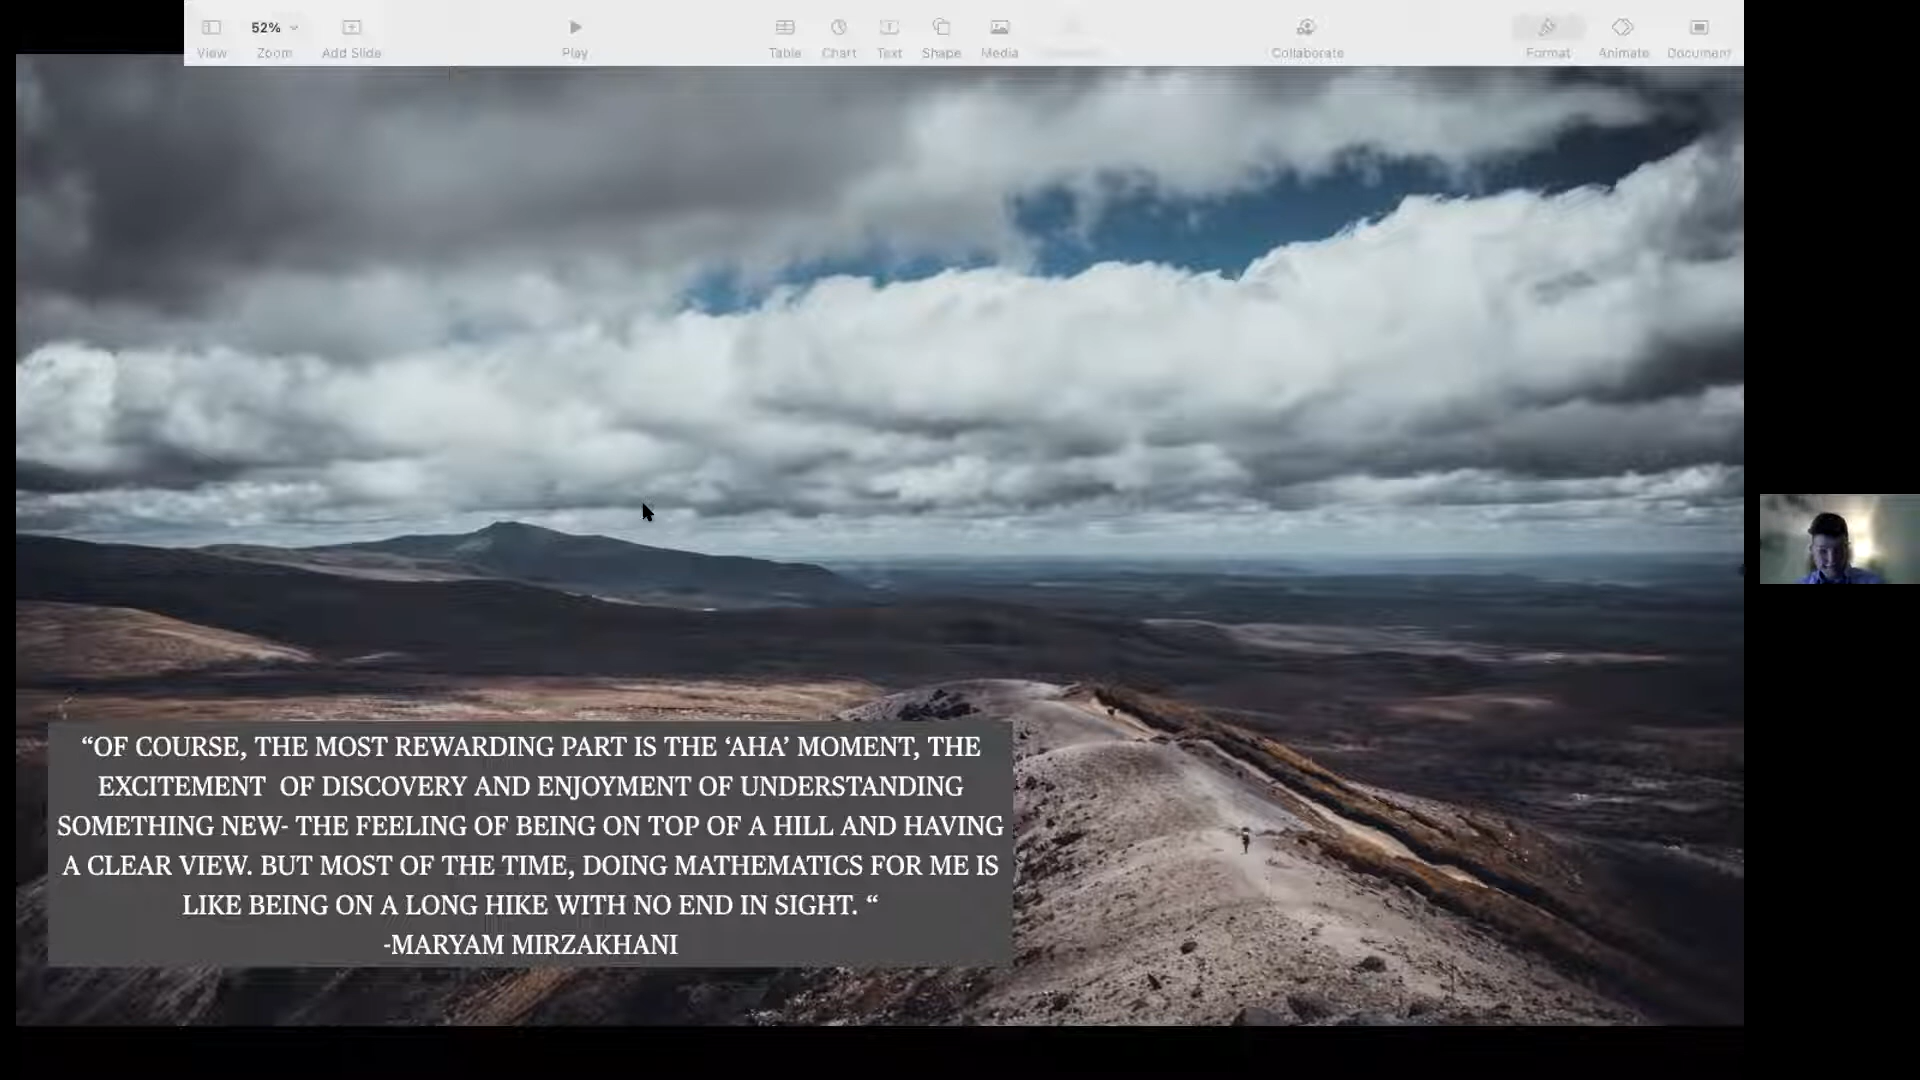 52%
View Zoom Add Slide Play Table Chart Text Shape Media Collaborate Format Animate Document
“OF COURSE, THE MOST REWARDING PART IS THE ‘AHA’ MOMENT, THE
EXCITEMENT  OF DISCOVERY AND ENJOYMENT OF UNDERSTANDING
SOMETHING NEW- THE FEELING OF BEING ON TOP OF A HILL AND HAVING
A CLEAR VIEW. BUT MOST OF THE TIME, DOING MATHEMATICS FOR ME IS
LIKE BEING ON A LONG HIKE WITH NO END IN SIGHT. “
-MARYAM MIRZAKHANI